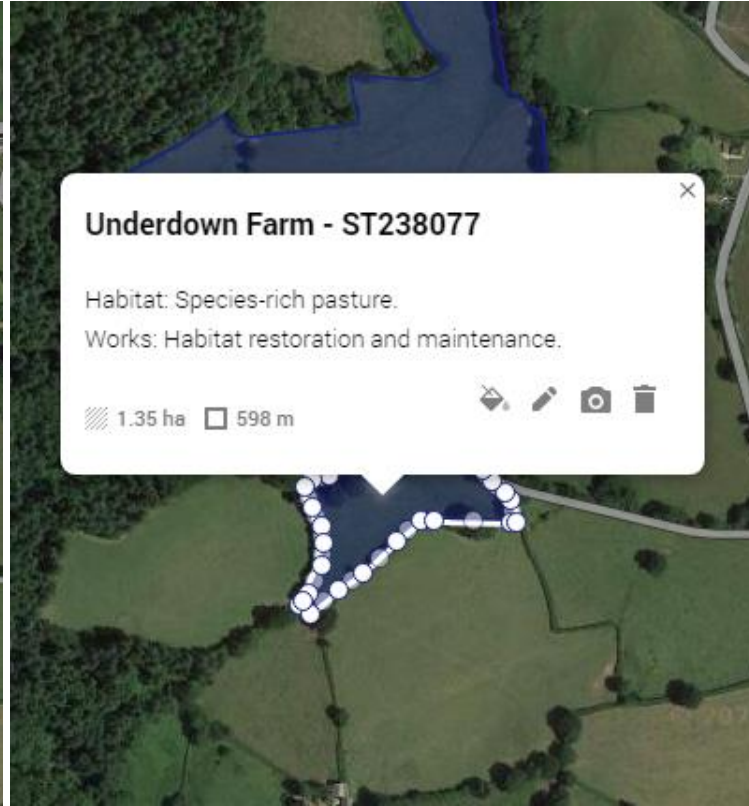 Underdown Farm - ST238077
Habitat: Species-rich pasture.
Works: Habitat restoration and maintenance.
1.35 ha 598 m